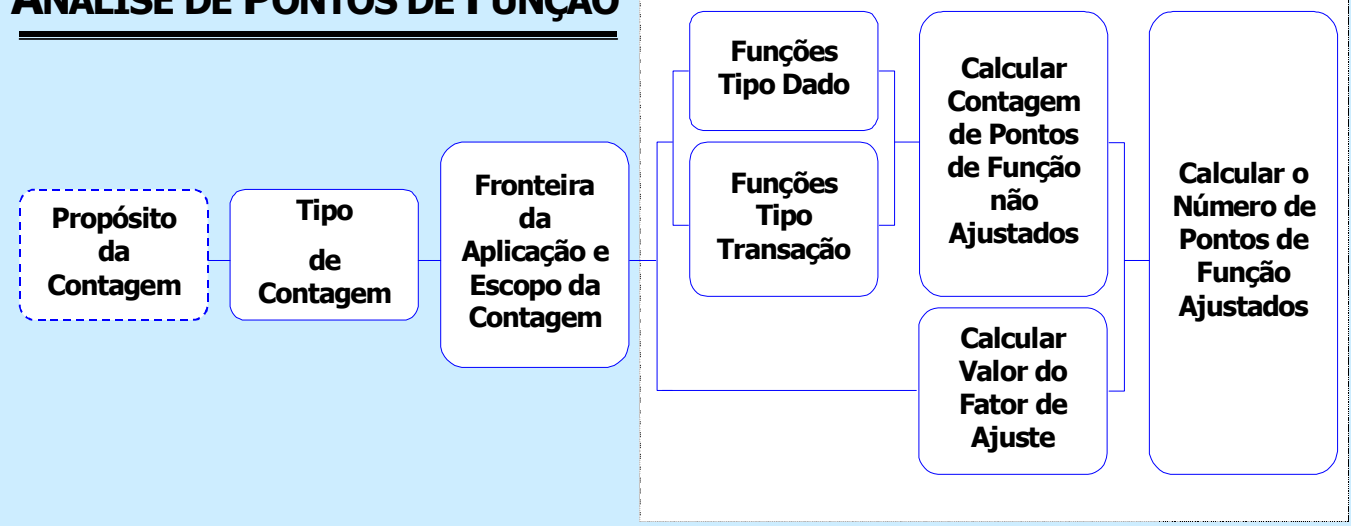 ANÁLISE DE PONTOS DE FUNÇÃO
Propósito
da
Contagem
Tipo
de
Contagem
Fronteira
da
Aplicação e
Escopo da
Contagem
Funções
Tipo Dado
Funções
Tipo
Transação
Calcular
Contagem
de Pontos
de Função
não
Ajustados
Calcular
Valor do
Fator de
Ajuste
Calcular o
Número de
Pontos de
Função
Ajustados